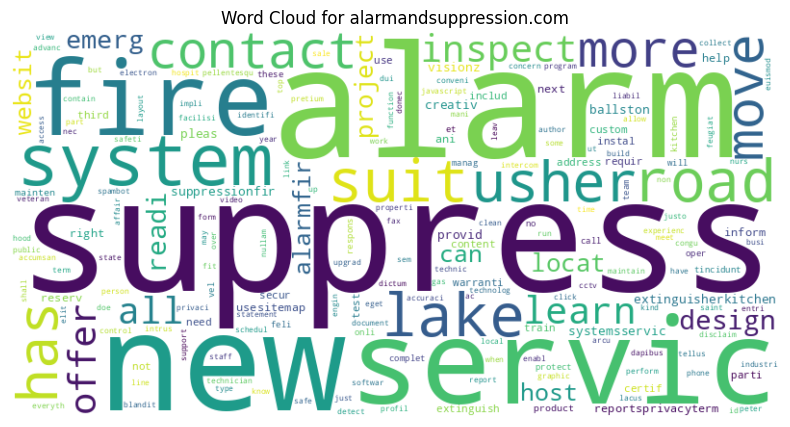 Word Cloud for alarmandsuppression.com
view
advanc
emerg
contact
project
use
inspect
more
move
collect
but
electron
hospit
pellentesqu
these
top
sale
dui
visionz
conveni
concern
program
help
euismod
websit
fire
alarm
contain
layout
impli
javascript
creativ
includ
next
liabil
access
part
third
facilisi
identifi
function
mani
author
allow
kitchen
nec
safeti
year
donec
work
leav
et
ani
some
ballston
custom
feugiat
pleas
link
manag
ut
build
instal
intercom
address
requir
will
nurs
system
suit
usher
road
team
non
mainten
spambot
suppressionfir
up
veteran
affair
readi
alarmfir
properti
time
right
form
video
fax
clean
no
experienc
meet
justo
suppress
hood
public
accumsan
may
over
nullam
respons
provid
run
call
inform
congu
state
vel
fit
upgrad
sem
content
can
oper
busi
term
person
technic
locat
tincidunt
shall
reserv
doe
privaci
secur
engin
dictum
gas
ac
warranti
technolog
maintain
have
cctv
elit
all
usesitemap
test
eget
accuraci
click
extinguisherkitchen
has
offer
control
intrus
need
statement
feli
document
lake
learn
kind
saint
entri
schedul
onli
train
systemsservic
design
disclaim
new
servic
not
staff
support
complet
softwar
local
when
enabl
arcu
dapibus
tellus
industri
line
technician
type
know
safe
just
protect
host
perform
phone
parti
report
graphic
certif
everyth
blandit
detect
profil
extinguish
product
lacus
reportsprivacyterm
id
peter